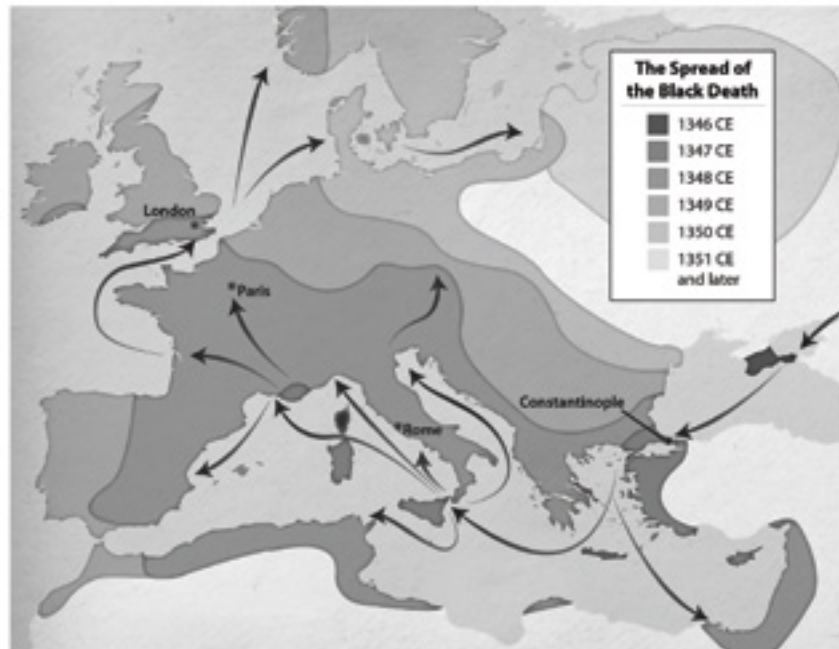 The Spread of
the Black Death
1346 CE
1347 CE
1348 CE
1349 CE
1350 CE
1351 CE
and later
London
*
*Paris
Constantinople
*Rome